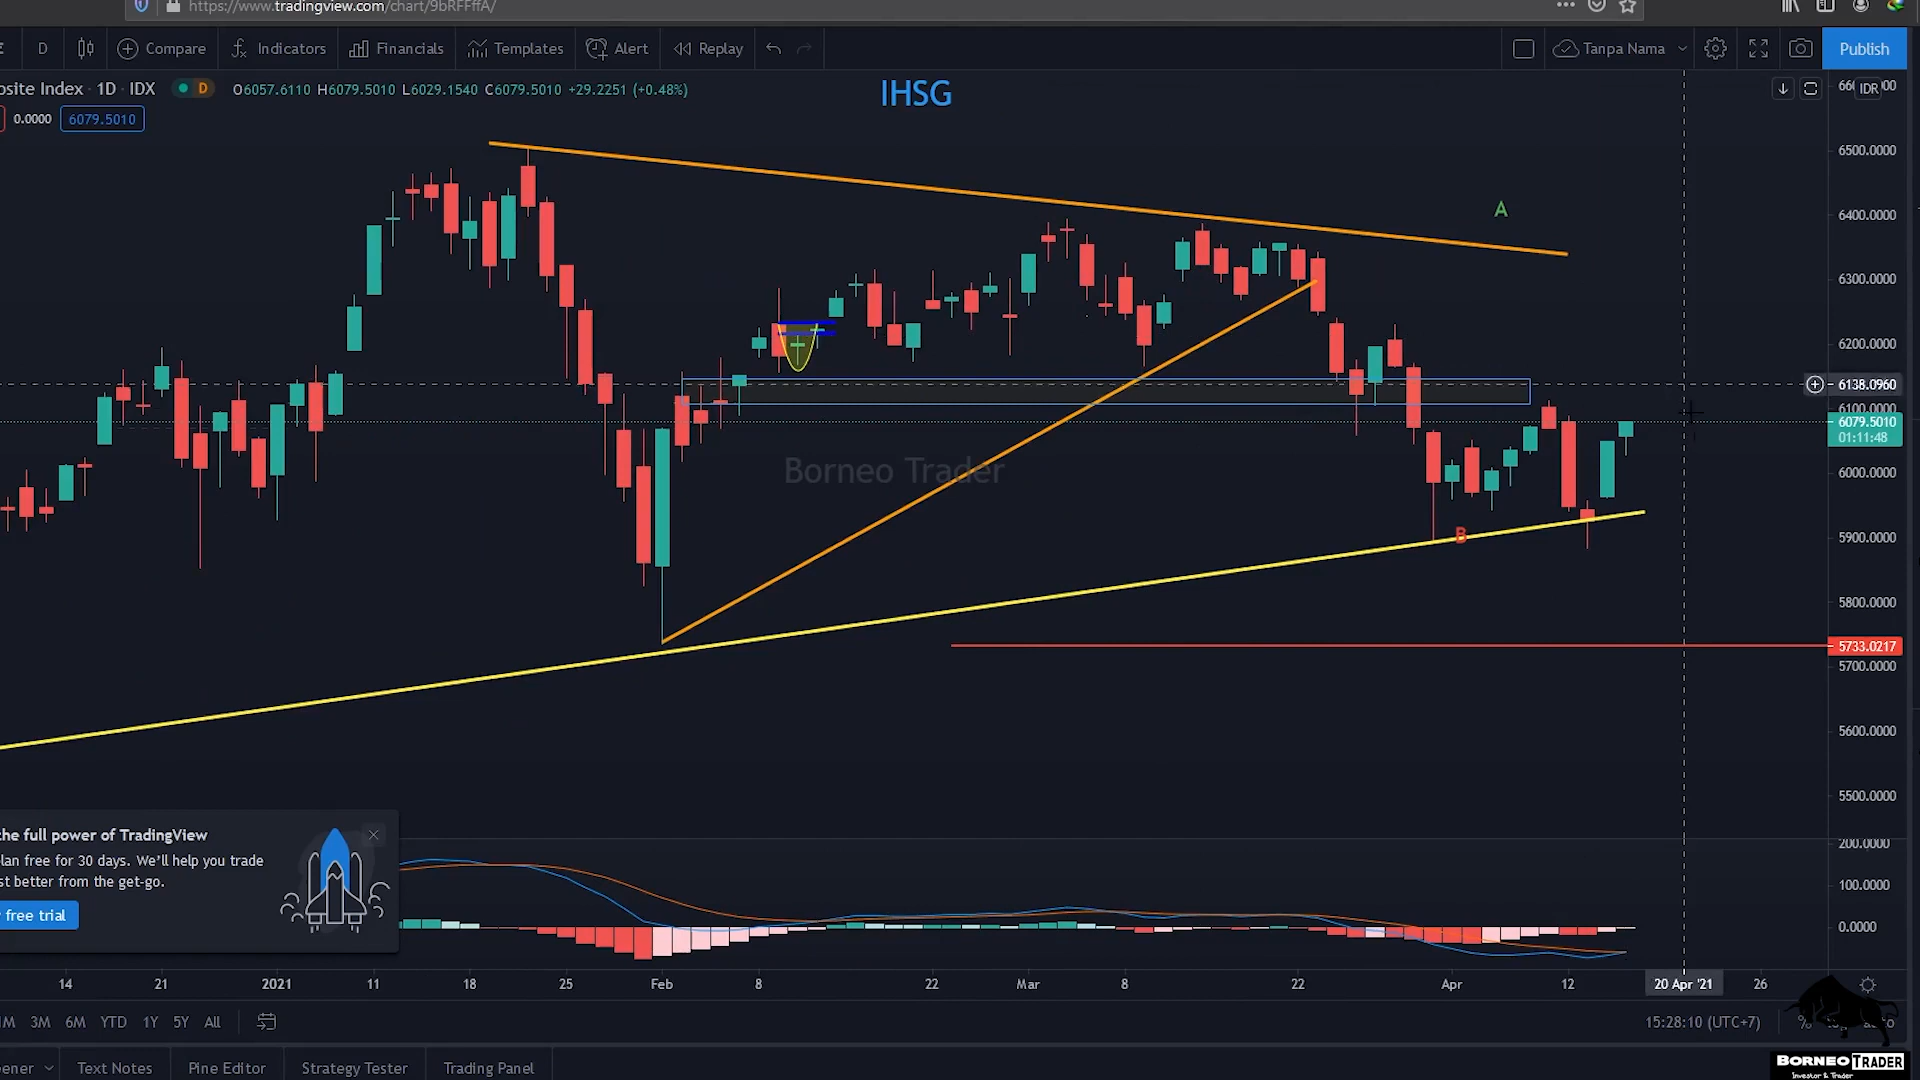 https://www.tradingview.com/chart/9bRFFffA/
D Compare Indicators Financials Templates Alert Replay Tanpa Nama Publish
osite Index · 1D · IDX D O6057.6110 H6079.5010 L6029.1540 C6079.5010 +29.2251 (+0.48%)
IHSG
0.0000 6079.5010
IDR
6500.0000
A
6400.0000
6300.0000
6200.0000
6138.0960
6100.0000
6079.5010
01:11:48
Borneo Trader
6000.0000
B
5900.0000
5800.0000
5733.0217
5700.0000
5600.0000
5500.0000
the full power of TradingView
lan free for 30 days. We'll help you trade
st better from the get-go.
free trial
200.0000
100.0000
0.0000
14 21 2021 11 18 25 Feb 8 22 Mar 8 22 Apr 12 20 Apr '21 26
1M 3M 6M YTD 1Y 5Y All 15:28:10 (UTC+7) %
ener Text Notes Pine Editor Strategy Tester Trading Panel
BORNEO TRADER
Investor & Trader